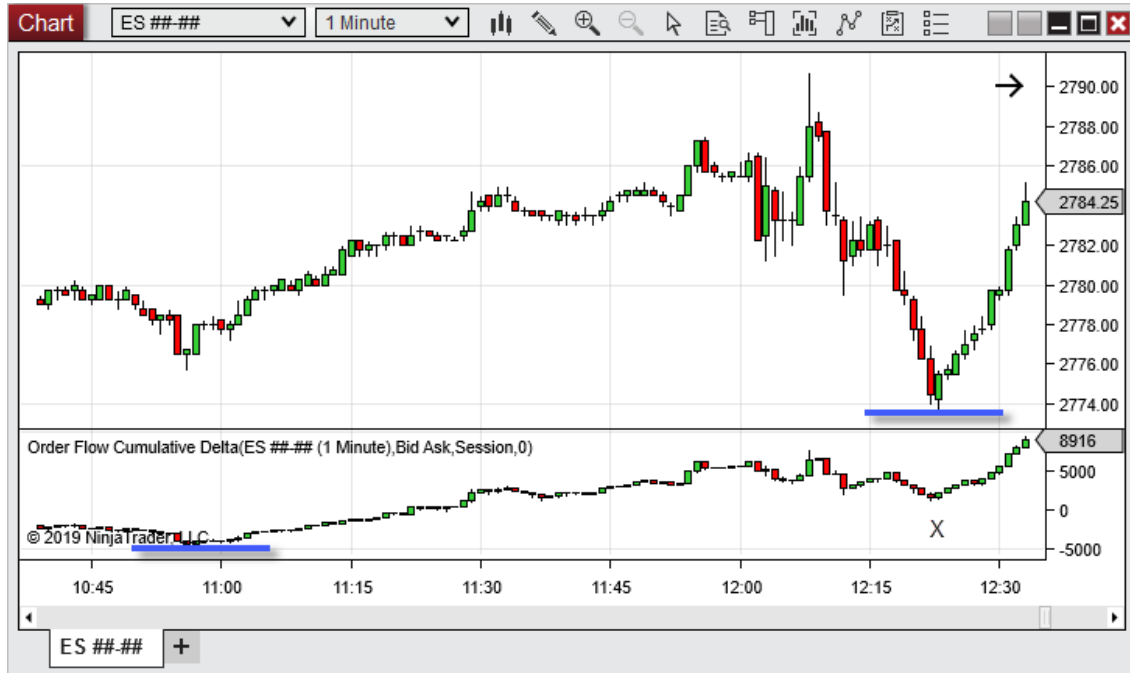 Chart ES ##-## 1 Minute
2790.00
2788.00
2786.00
2784.25
2782.00
2780.00
2778.00
2776.00
2774.00
Order Flow Cumulative Delta(ES ##-## (1 Minute),Bid Ask,Session,0)
8916
5000
0
X
© 2019 NinjaTrader, LLC
-5000
10:45 11:00 11:15 11:30 11:45 12:00 12:15 12:30
ES ##-## +